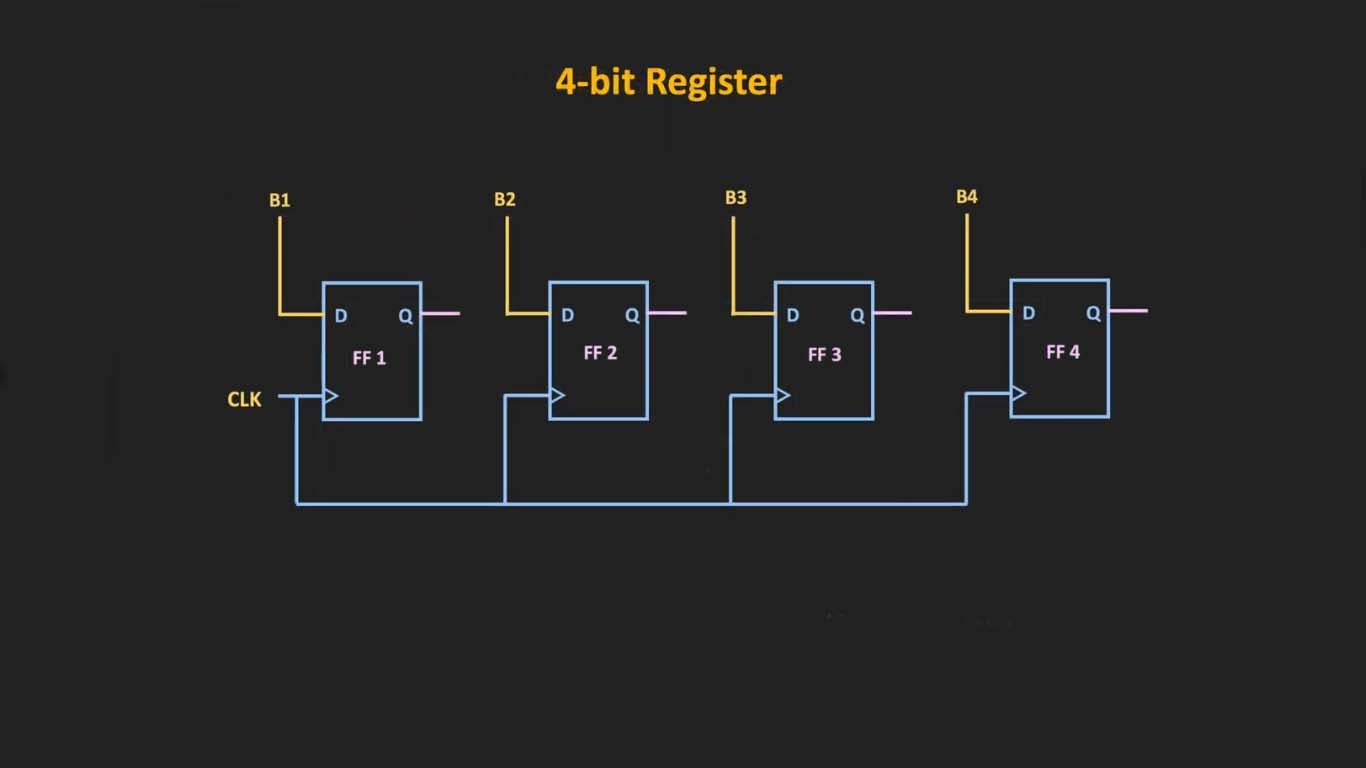 4-bit Register
B1 B2 B3 B4
D Q D Q D Q D Q
FF 1 FF 2 FF 3 FF 4
CLK